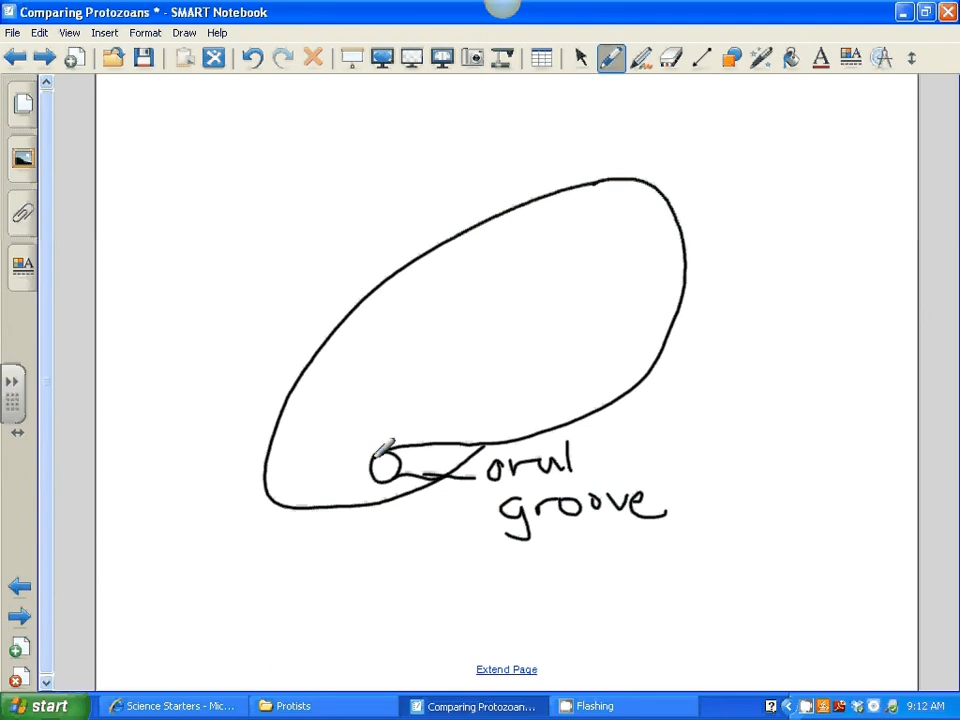 Comparing Protozoans * - SMART Notebook
File Edit View Insert Format Draw Help
oral
groove
Extend Page
start
Science Starters - Mic...
Protists
Comparing Protozoan...
Flashing
9:12 AM